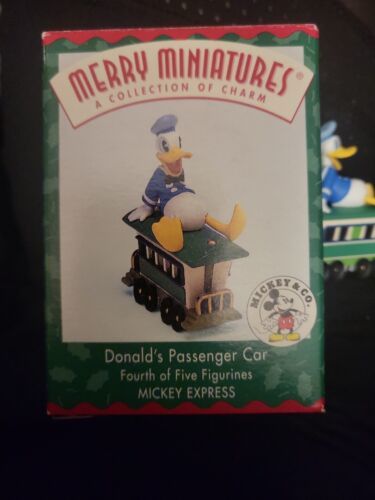 MERRY MINIATURES®
A COLLECTION OF CHARM
MICKEY & CO.
Donald's Passenger Car
Fourth of Five Figurines
MICKEY EXPRESS